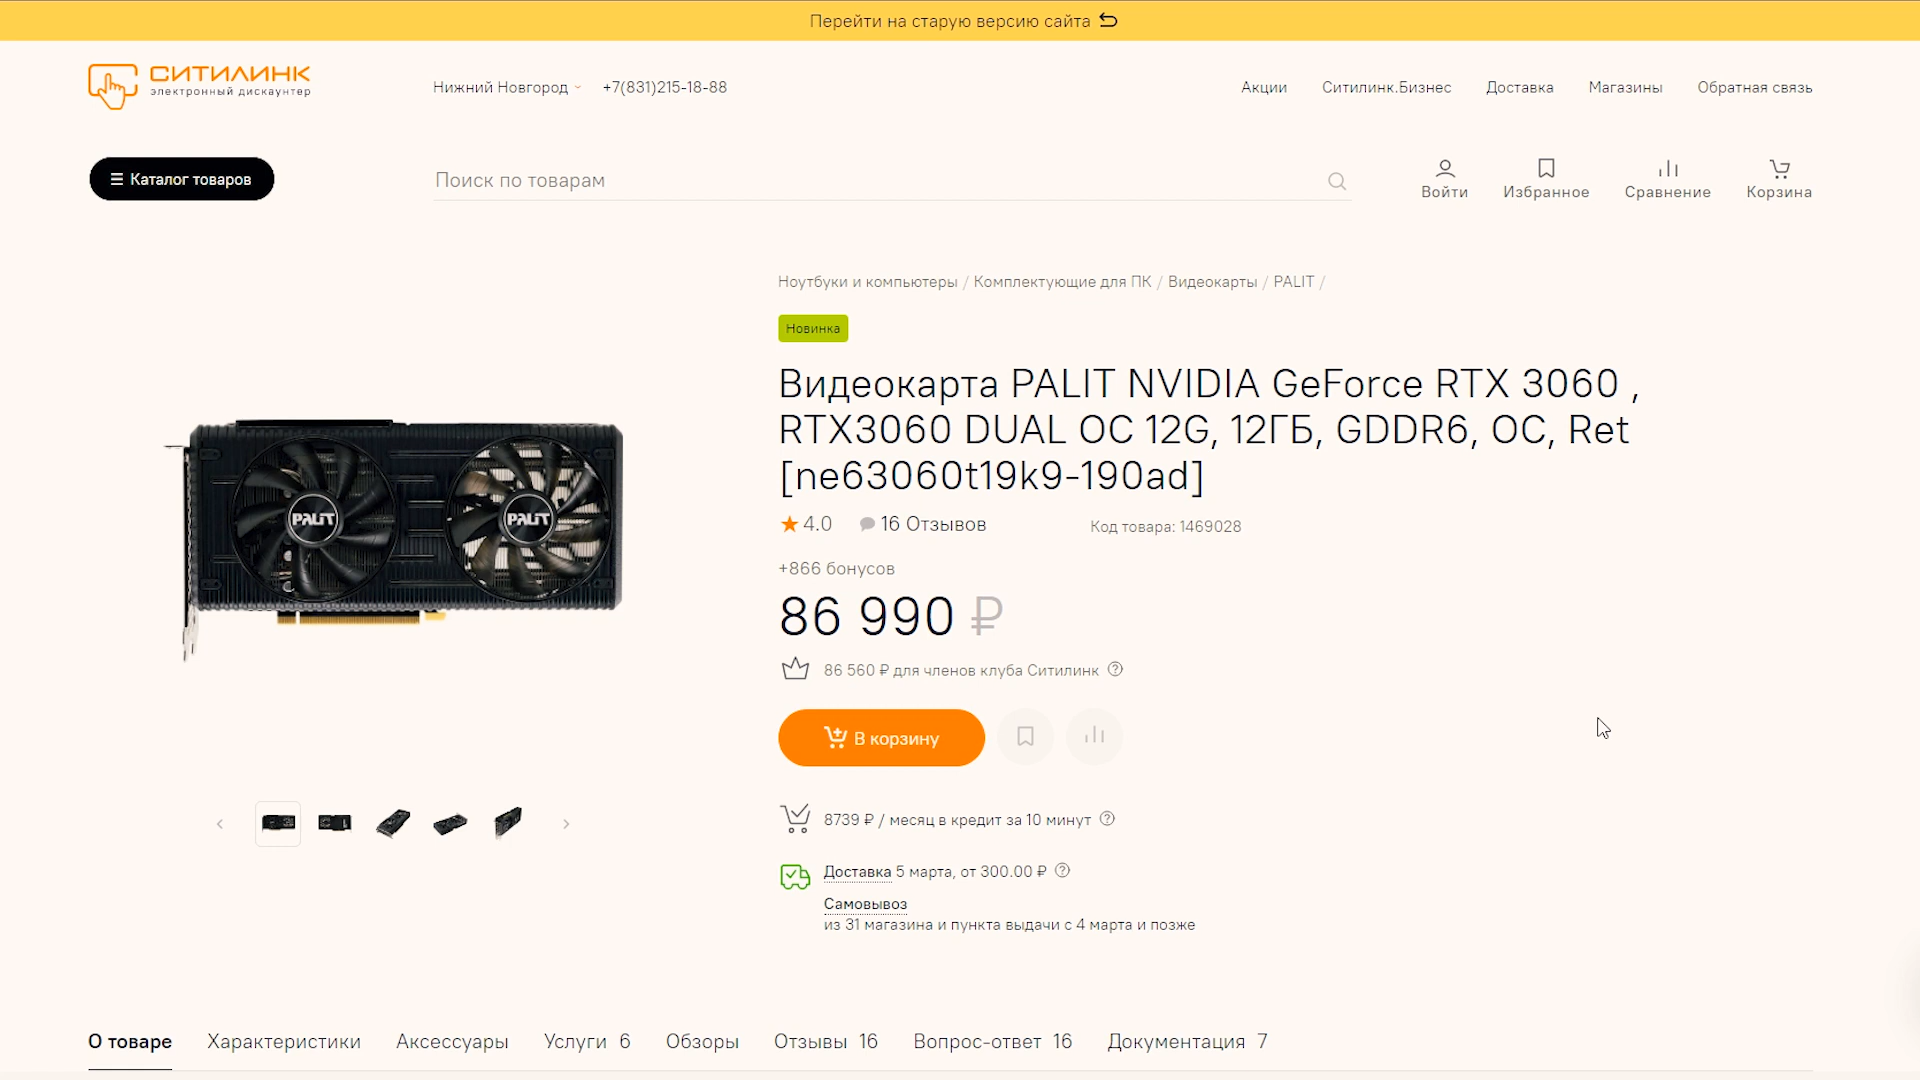 Перейти на старую версию сайта
СИТИЛИНК
электронный дискаунтер
Нижний Новгород
+7(831)215-18-88
Акции
Ситилинк.Бизнес
Доставка
Магазины
Обратная связь
Каталог товаров
Поиск по товарам
Войти
Избранное
Сравнение
Корзина
Ноутбуки и компьютеры / Комплектующие для ПК / Видеокарты / PALIT /
Новинка
Видеокарта PALIT NVIDIA GeForce RTX 3060 ,
RTX3060 DUAL OC 12G, 12ГБ, GDDR6, OC, Ret
[ne63060t19k9-190ad]
4.0
16 Отзывов
Код товара: 1469028
+866 бонусов
86 990 ₽
86 560 ₽ для членов клуба Ситилинк
В корзину
8739 ₽ / месяц в кредит за 10 минут
Доставка 5 марта, от 300.00 ₽
Самовывоз
из 31 магазина и пункта выдачи с 4 марта и позже
PALIT
PALIT
О товаре
Характеристики
Аксессуары
Услуги 6
Обзоры
Отзывы 16
Вопрос-ответ 16
Документация 7